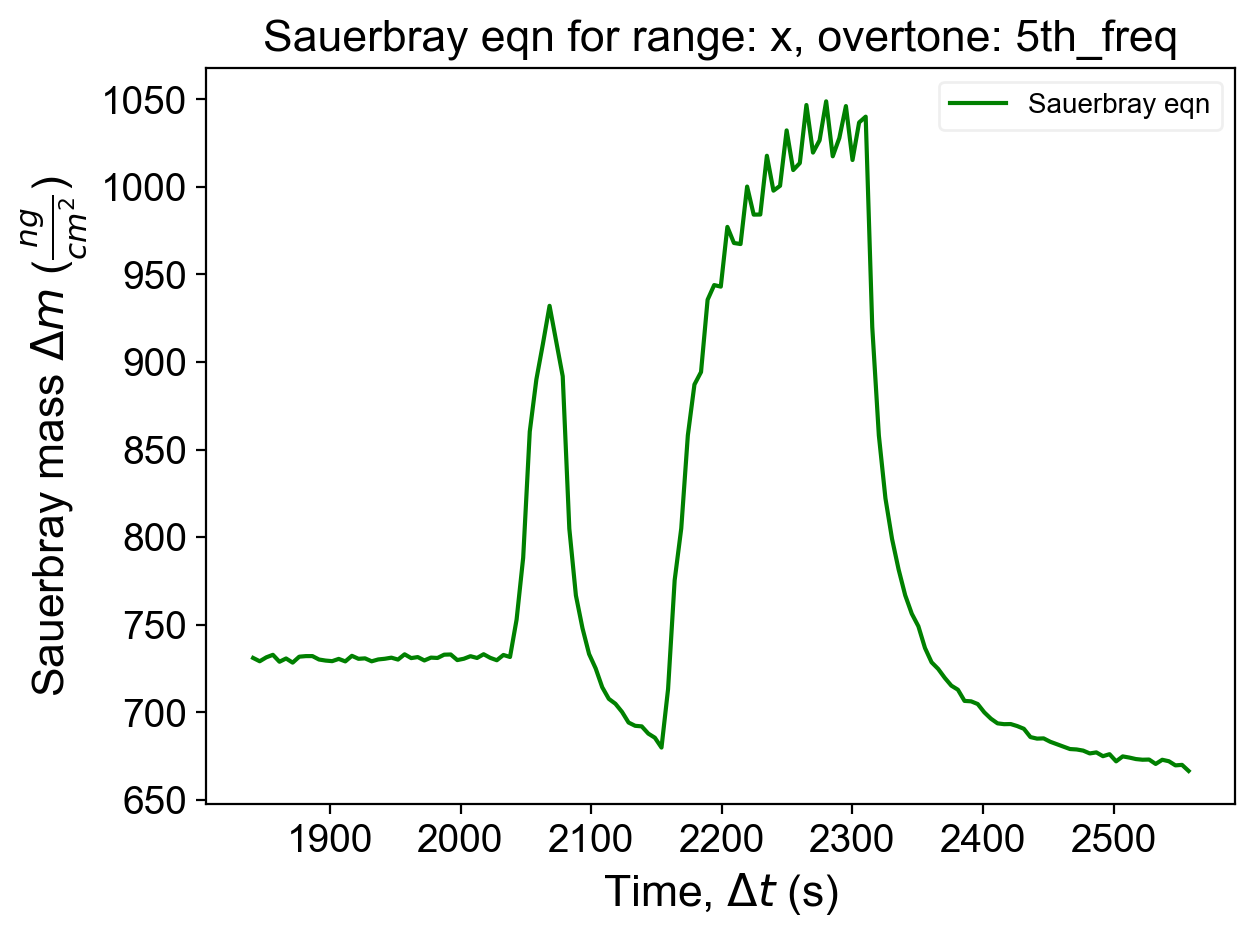 Sauerbray eqn for range: x, overtone: 5th_freq
Sauerbray eqn
Sauerbray mass Δm (ng/cm²)
1050
1000
950
900
850
800
750
700
650
1900 2000 2100 2200 2300 2400 2500
Time, Δt (s)